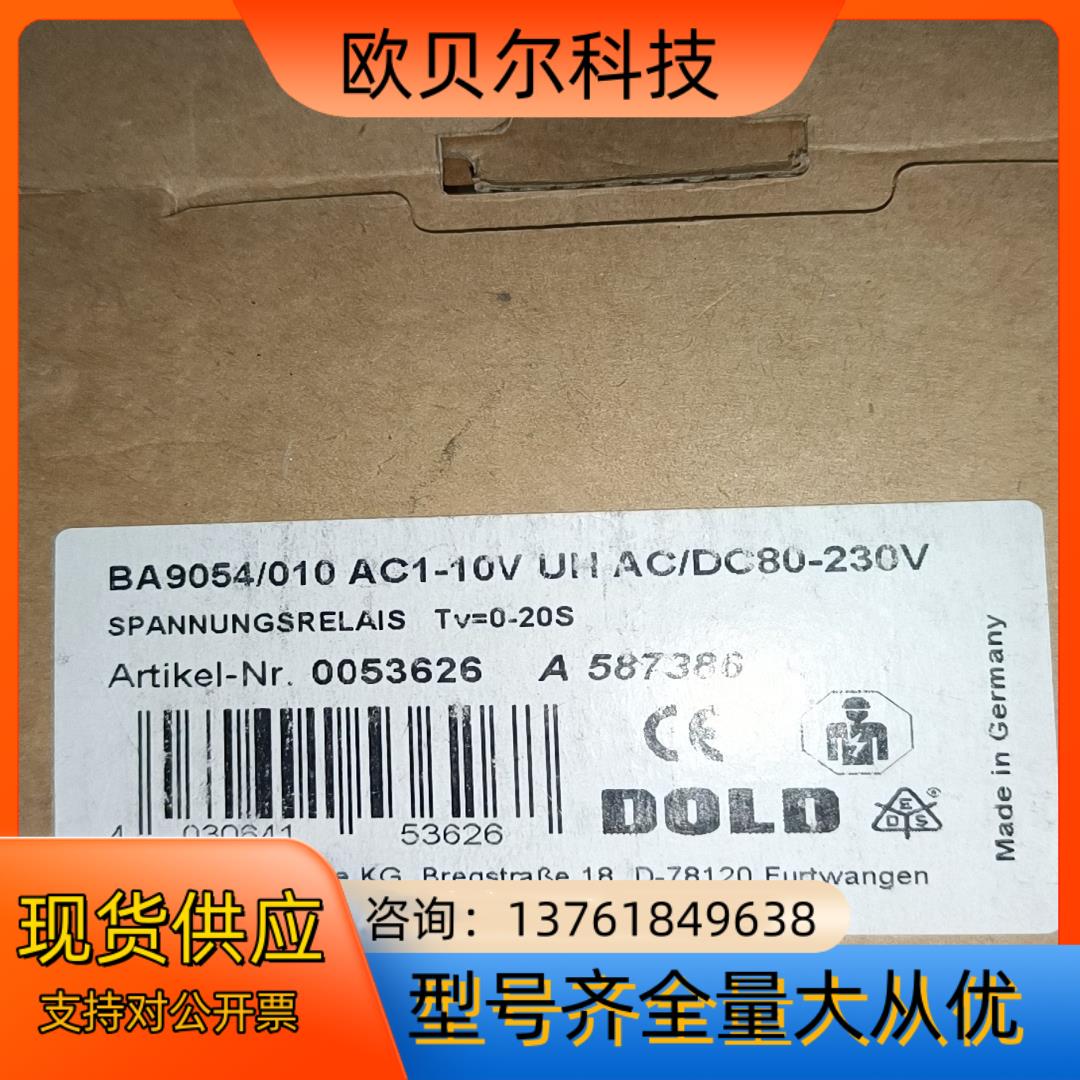 欧贝尔科技
BA9054/010 AC1-10V UH AC/DC80-230V
SPANNUNGSRELAIS Tv=0-20S
Artikel-Nr. 0053626 A 587386
CE
DOLD
EDS®
Made in Germany
4 030641 53626
KG, Bregstraße 18, D-78120 Furtwangen
现货供应
支持对公开票
咨询：13761849638
型号齐全量大从优